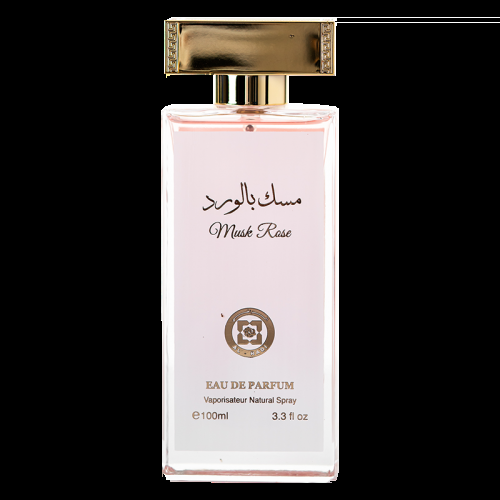 مسك بالورد
Musk Rose
EAU DE PARFUM
Vaporisateur Natural Spray
℮100ml 3.3 fl oz